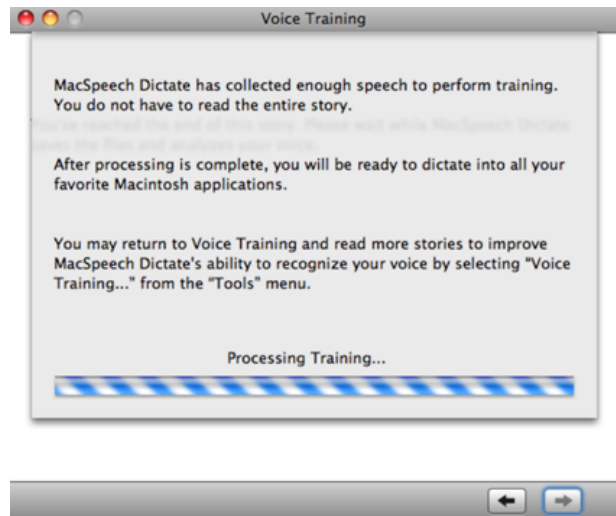 Voice Training
MacSpeech Dictate has collected enough speech to perform training.
You do not have to read the entire story.
You've reached the end of this story. Please wait while MacSpeech Dictate
saves the files and analyzes your voice.
After processing is complete, you will be ready to dictate into all your
favorite Macintosh applications.
You may return to Voice Training and read more stories to improve
MacSpeech Dictate's ability to recognize your voice by selecting "Voice
Training..." from the "Tools" menu.
Processing Training...